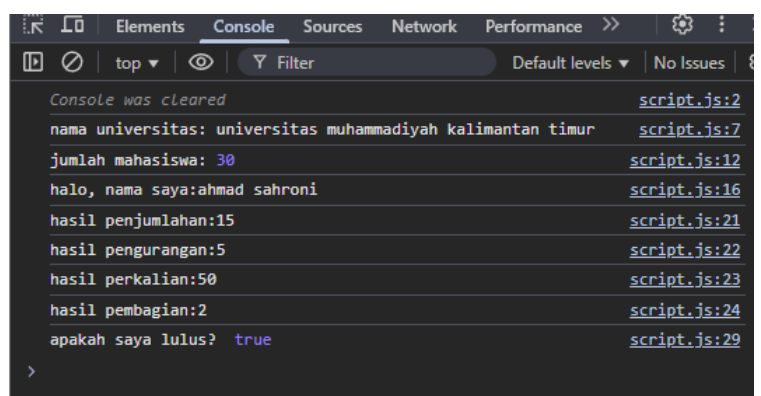 Elements Console Sources Network Performance
top Filter Default levels No Issues
Console was cleared script.js:2
nama universitas: universitas muhammadiyah kalimantan timur script.js:7
jumlah mahasiswa: 30 script.js:12
halo, nama saya:ahmad sahroni script.js:16
hasil penjumlahan:15 script.js:21
hasil pengurangan:5 script.js:22
hasil perkalian:50 script.js:23
hasil pembagian:2 script.js:24
apakah saya lulus? true script.js:29